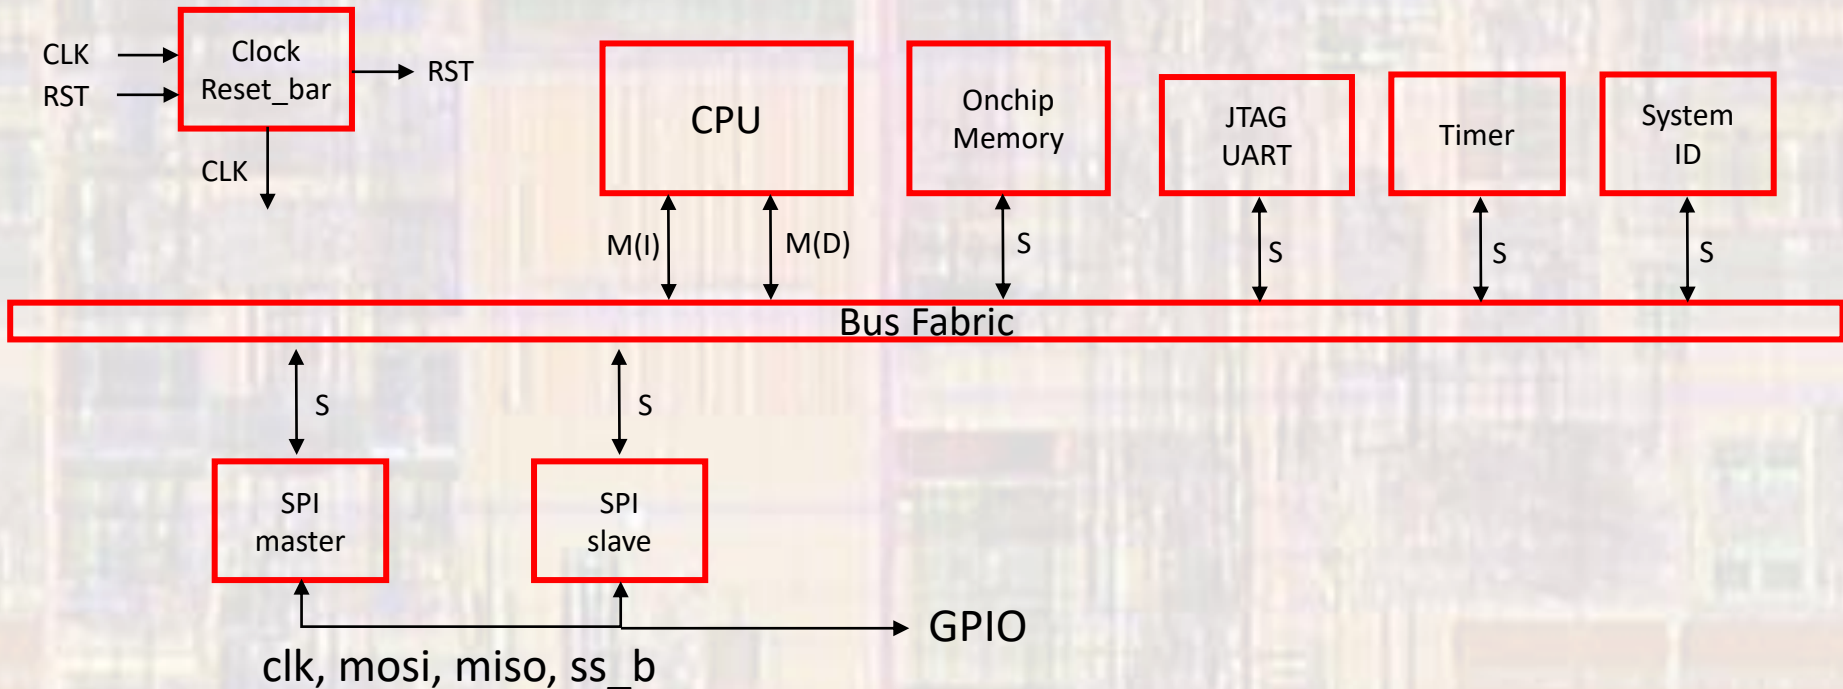 CLK
RST
Clock
Reset_bar
RST
CLK
CPU
Onchip
Memory
JTAG
UART
Timer
System
ID
M(I)
M(D)
S
S
S
S
Bus Fabric
S
S
SPI
master
SPI
slave
GPIO
clk, mosi, miso, ss_b